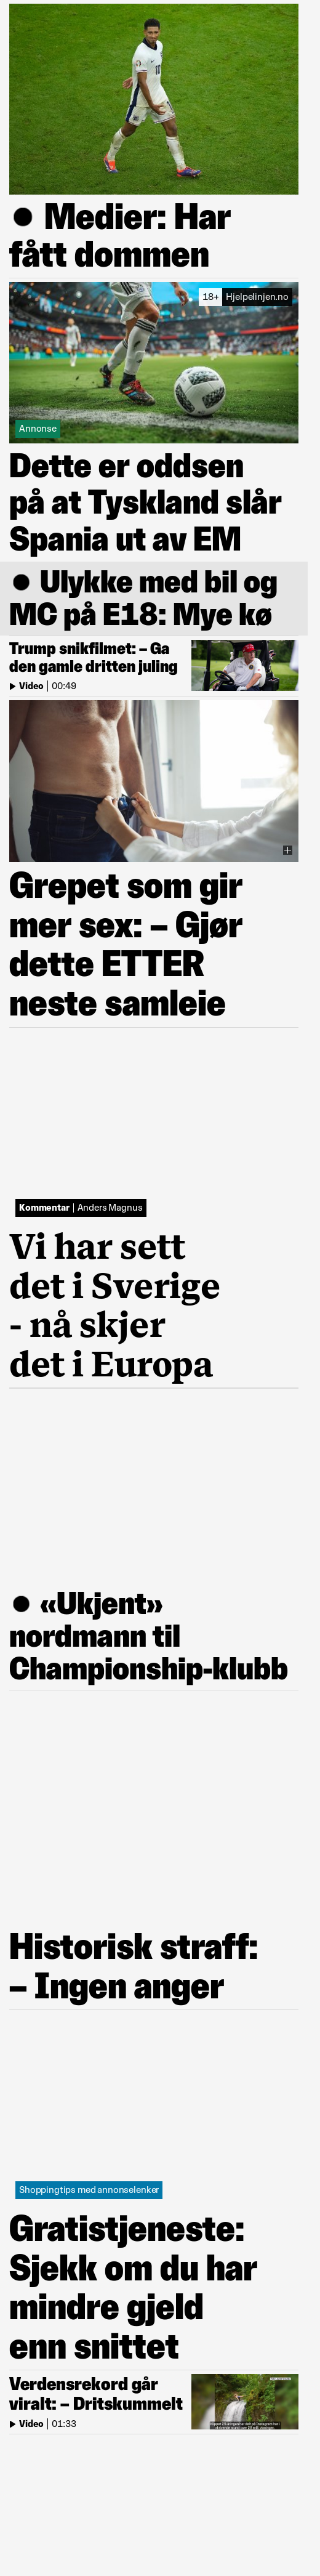 Medier: Har
fått dommen
18+ Hjelpelinjen.no
Annonse
Dette er oddsen
på at Tyskland slår
Spania ut av EM
Ulykke med bil og
MC på E18: Mye kø
Trump snikfilmet: – Ga
den gamle dritten juling
Video | 00:49
Grepet som gir
mer sex: – Gjør
dette ETTER
neste samleie
Kommentar | Anders Magnus
Vi har sett
det i Sverige
- nå skjer
det i Europa
«Ukjent»
nordmann til
Championship-klubb
Historisk straff:
– Ingen anger
Shoppingtips med annonselenker
Gratistjeneste:
Sjekk om du har
mindre gjeld
enn snittet
Verdensrekord går
viralt: – Dritskummelt
Video | 01:33